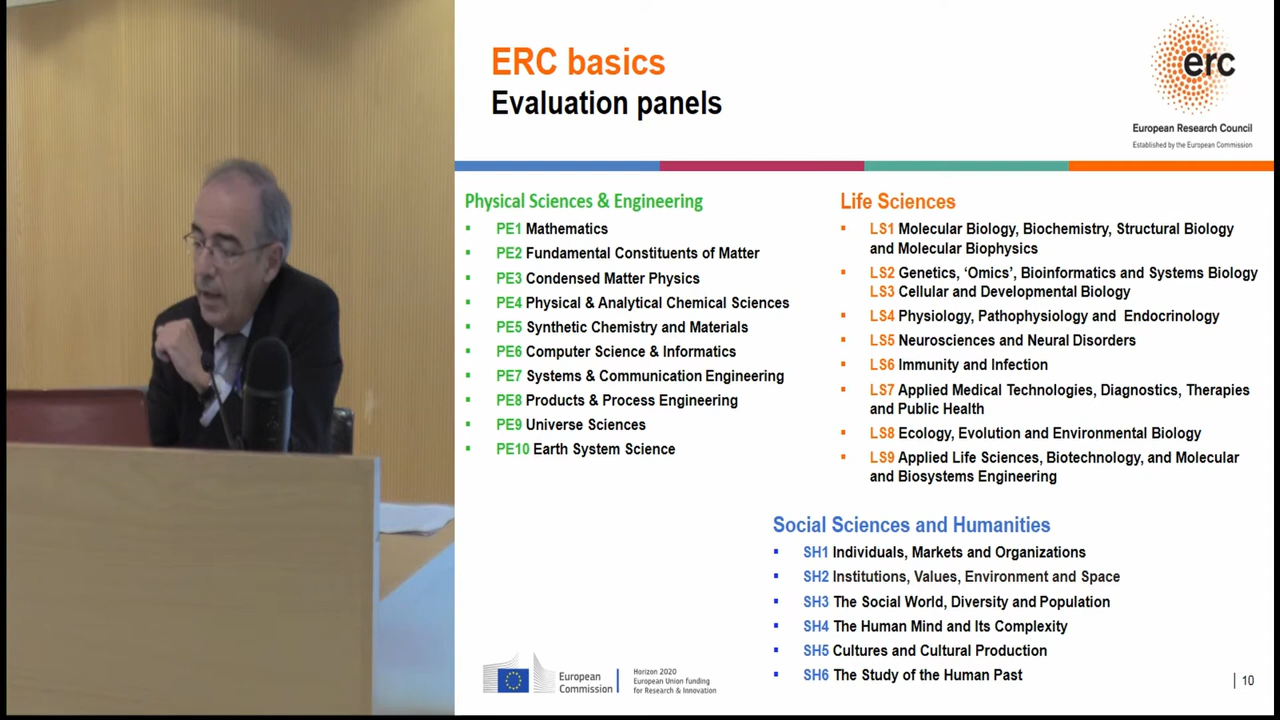 ERC basics
Evaluation panels
erc
European Research Council
Established by the European Commission
Physical Sciences & Engineering
PE1 Mathematics
PE2 Fundamental Constituents of Matter
PE3 Condensed Matter Physics
PE4 Physical & Analytical Chemical Sciences
PE5 Synthetic Chemistry and Materials
PE6 Computer Science & Informatics
PE7 Systems & Communication Engineering
PE8 Products & Process Engineering
PE9 Universe Sciences
PE10 Earth System Science
Life Sciences
LS1 Molecular Biology, Biochemistry, Structural Biology
and Molecular Biophysics
LS2 Genetics, ‘Omics’, Bioinformatics and Systems Biology
LS3 Cellular and Developmental Biology
LS4 Physiology, Pathophysiology and Endocrinology
LS5 Neurosciences and Neural Disorders
LS6 Immunity and Infection
LS7 Applied Medical Technologies, Diagnostics, Therapies
and Public Health
LS8 Ecology, Evolution and Environmental Biology
LS9 Applied Life Sciences, Biotechnology, and Molecular
and Biosystems Engineering
Social Sciences and Humanities
SH1 Individuals, Markets and Organizations
SH2 Institutions, Values, Environment and Space
SH3 The Social World, Diversity and Population
SH4 The Human Mind and Its Complexity
SH5 Cultures and Cultural Production
SH6 The Study of the Human Past
European
Commission
Horizon 2020
European Union funding
for Research & Innovation
10